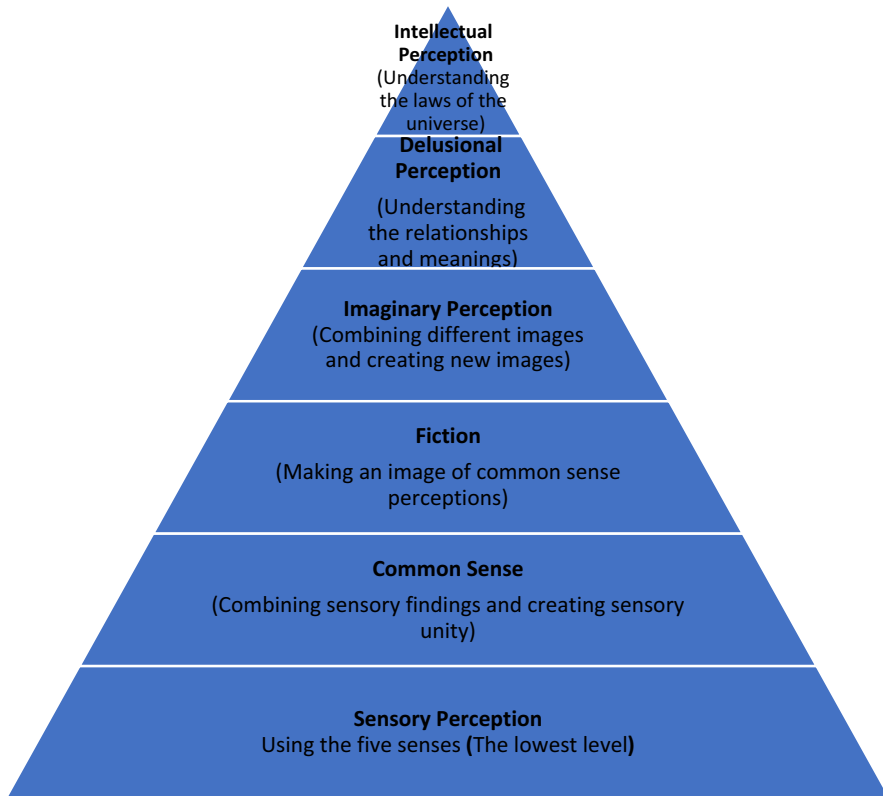 Intellectual
Perception
(Understanding
the laws of the
universe)
Delusional
Perception
(Understanding
the relationships
and meanings)
Imaginary Perception
(Combining different images
and creating new images)
Fiction
(Making an image of common sense
perceptions)
Common Sense
(Combining sensory findings and creating sensory
unity)
Sensory Perception
Using the five senses (The lowest level)